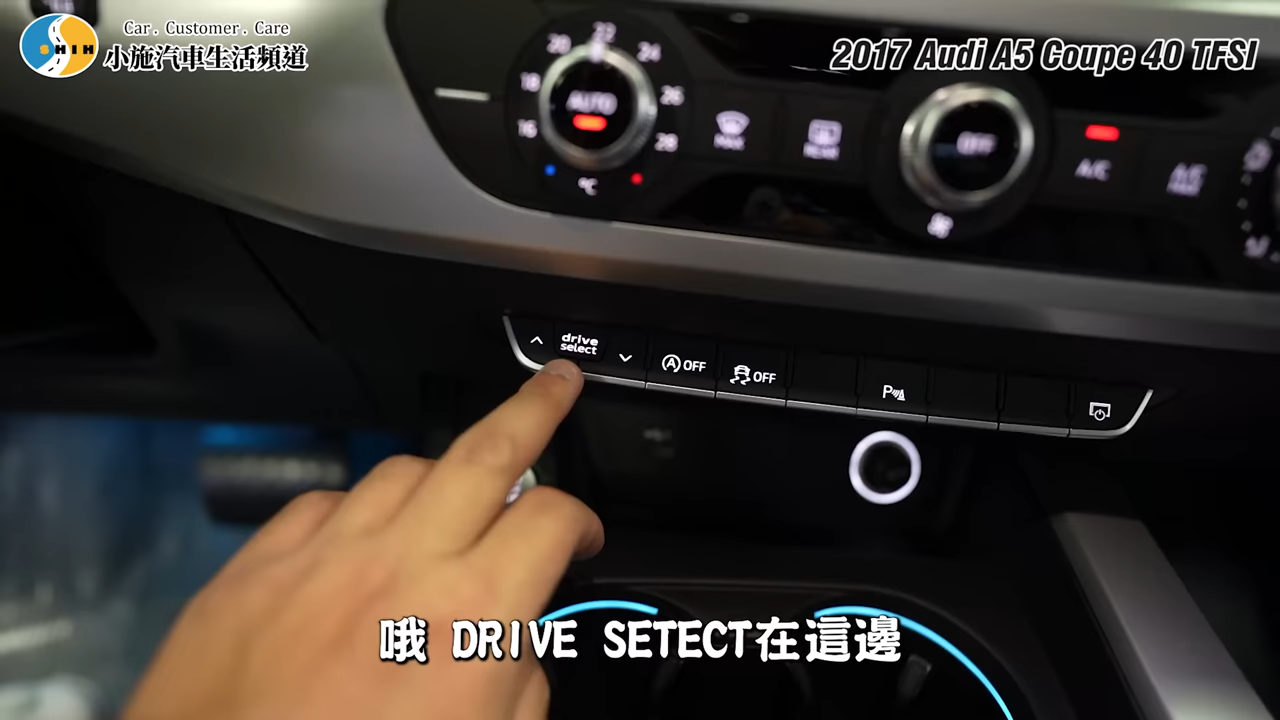 SHIH
Car . Customer . Care
小施汽車生活頻道
2017 Audi A5 Coupe 40 TFSI
16
18
20
22
24
26
28
AUTO
°C
MAX
REAR
OFF
A/C
A/C
MAX
drive
select
A OFF
OFF
P
哦 DRIVE SETECT在這邊